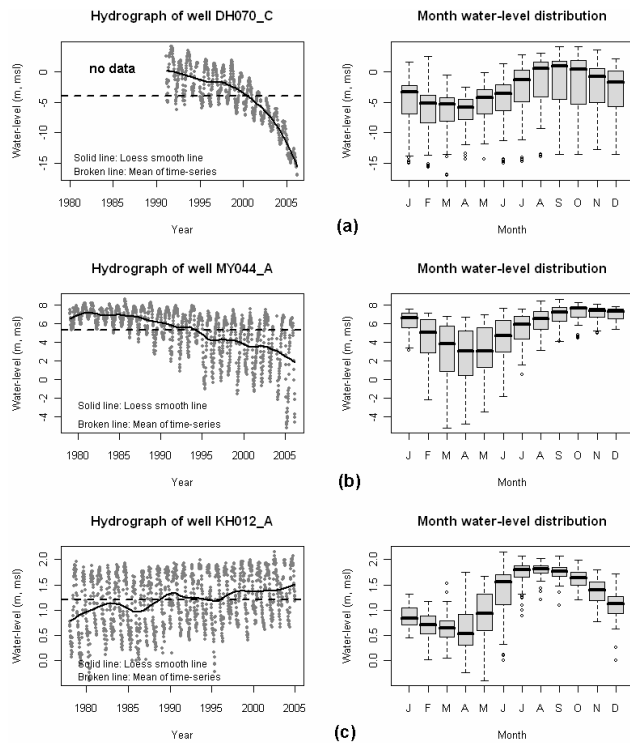 Hydrograph of well DH070_C
Water-level (m, msl)
0
-5
-10
-15
no data
Solid line: Loess smooth line
Broken line: Mean of time-series
1980 1985 1990 1995 2000 2005
Year
Month water-level distribution
Water-level (m, msl)
0
-5
-10
-15
J F M A M J J A S O N D
Month
(a)
Hydrograph of well MY044_A
Water-level (m, msl)
8
6
4
2
0
-2
-4
Solid line: Loess smooth line
Broken line: Mean of time-series
1980 1985 1990 1995 2000 2005
Year
Month water-level distribution
Water-level (m, msl)
8
6
4
2
0
-2
-4
J F M A M J J A S O N D
Month
(b)
Hydrograph of well KH012_A
Water-level (m, msl)
2.0
1.5
1.0
0.5
0.0
Solid line: Loess smooth line
Broken line: Mean of time-series
1980 1985 1990 1995 2000 2005
Year
Month water-level distribution
Water-level (m, msl)
2.0
1.5
1.0
0.5
0.0
J F M A M J J A S O N D
Month
(c)